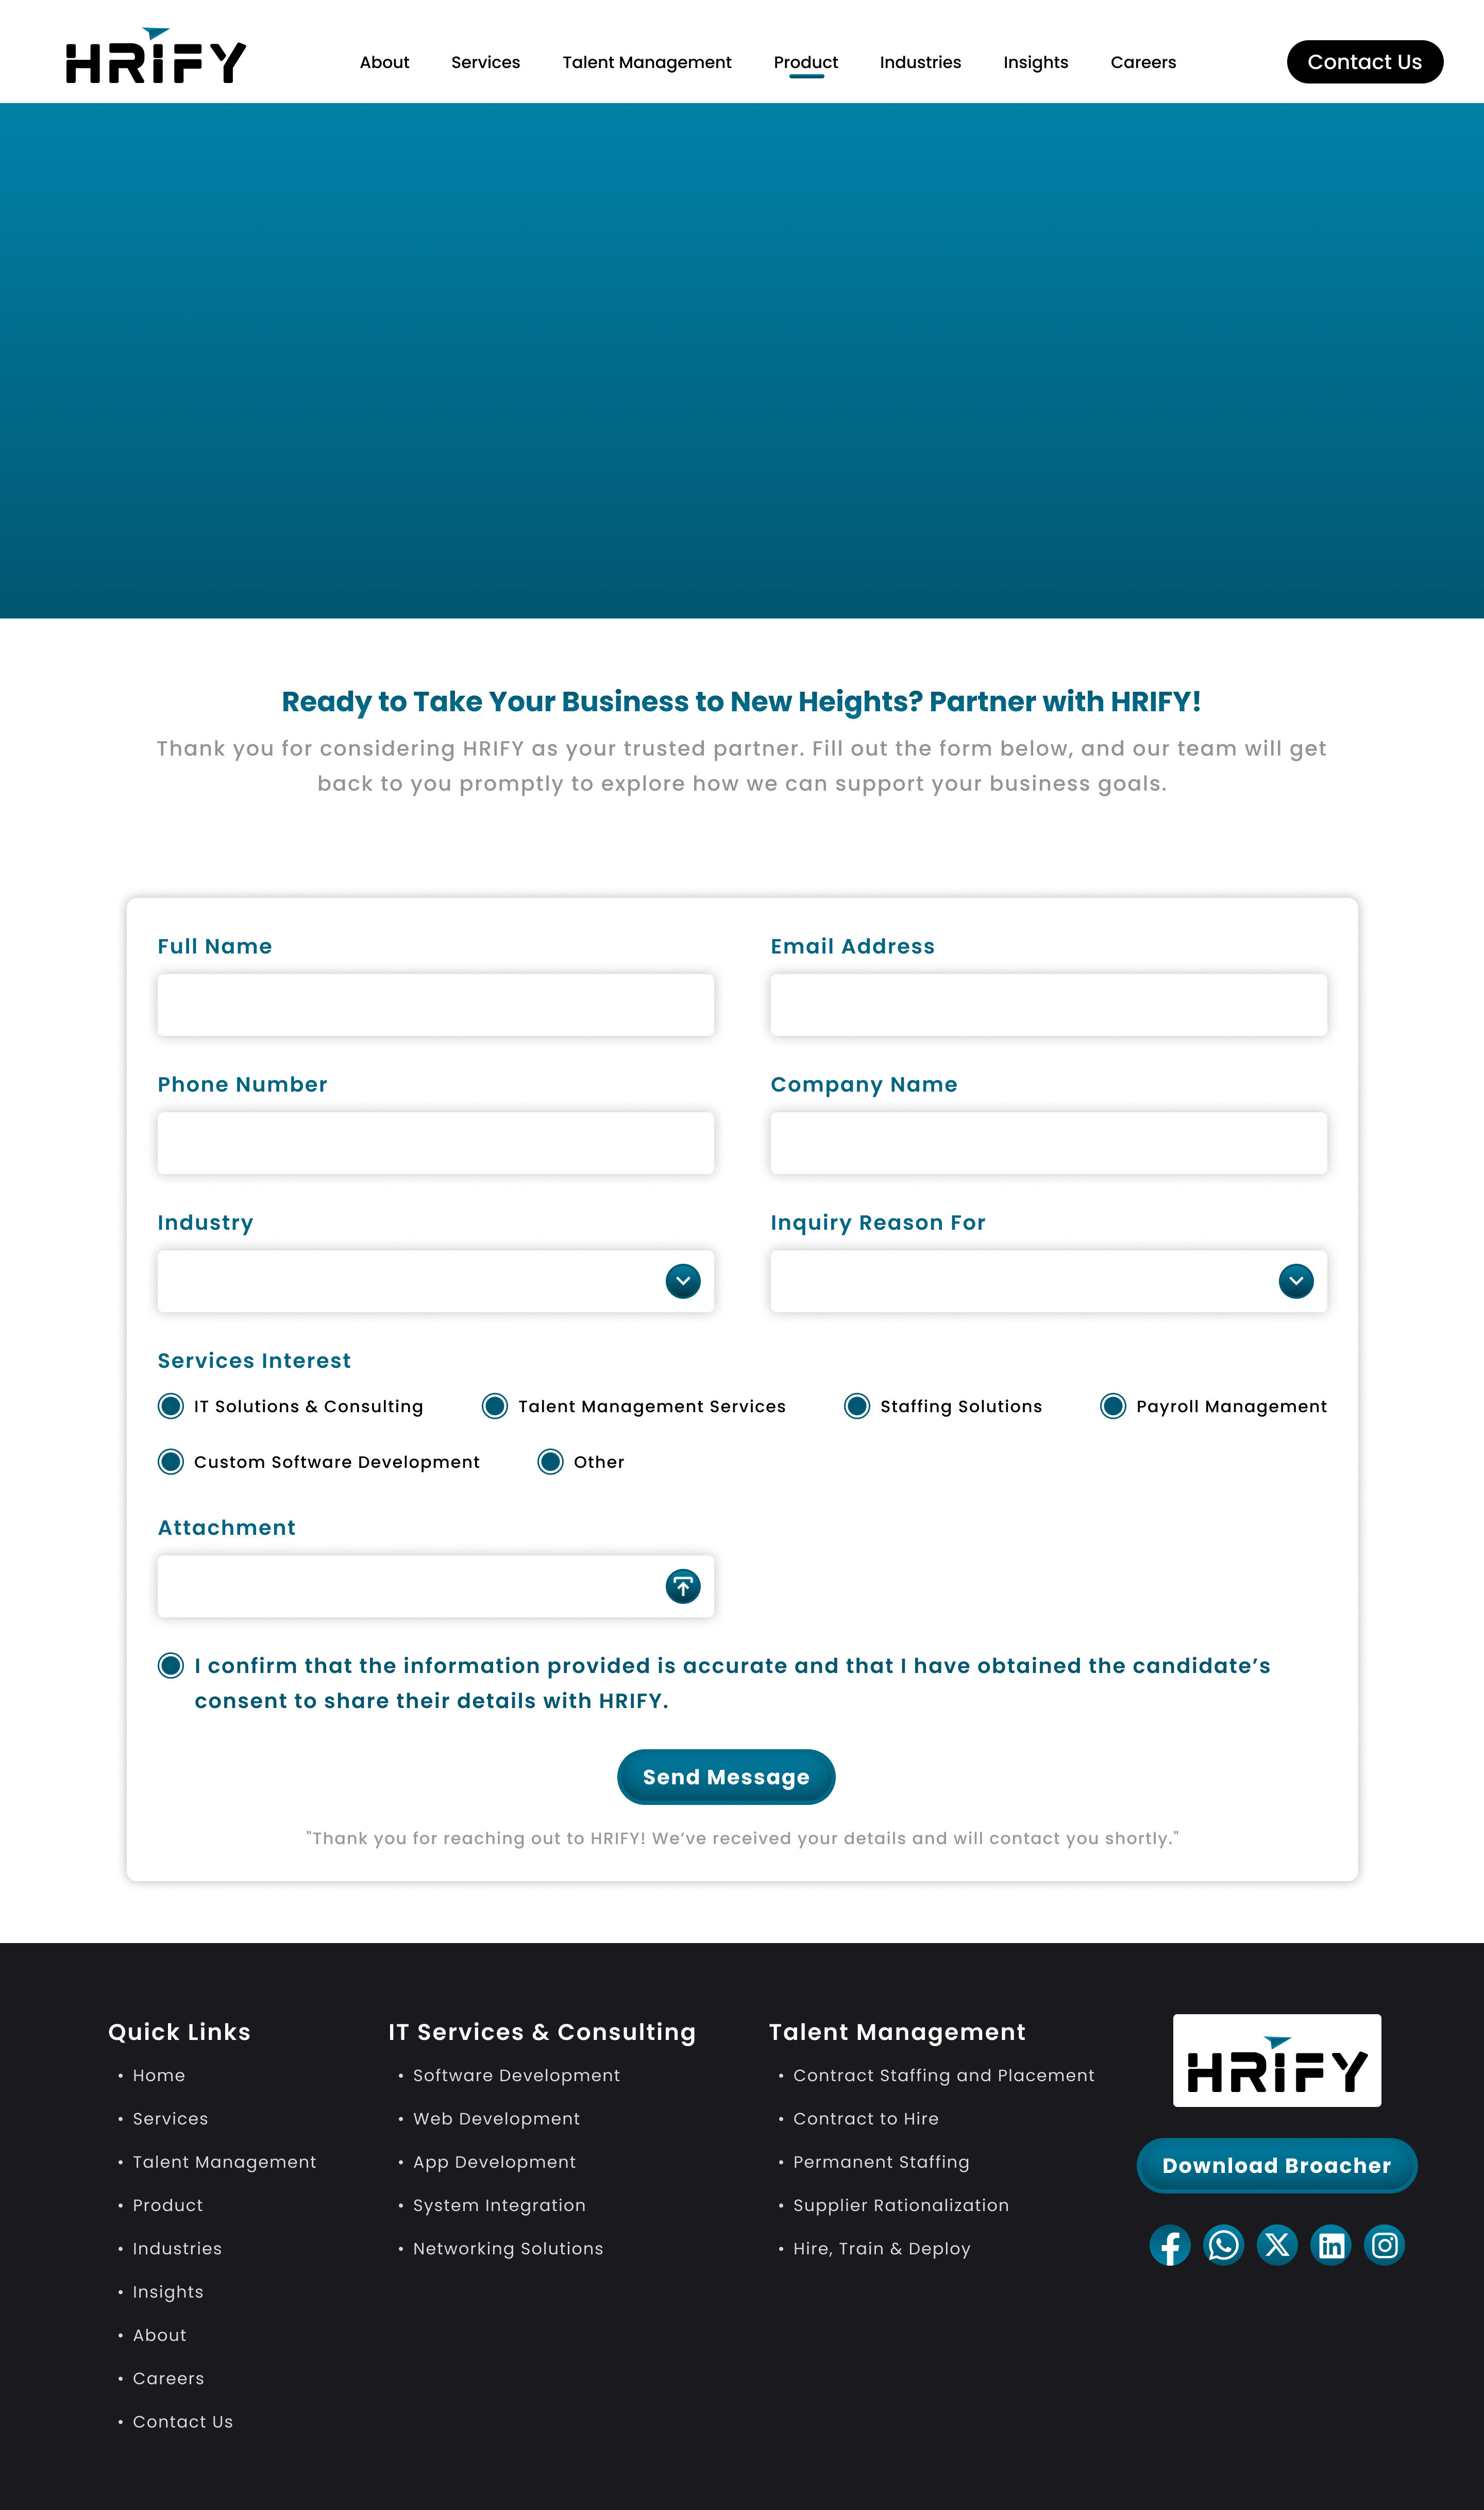 HRIFY
About Services Talent Management Product Industries Insights Careers Contact Us
Ready to Take Your Business to New Heights? Partner with HRIFY!
Thank you for considering HRIFY as your trusted partner. Fill out the form below, and our team will get
back to you promptly to explore how we can support your business goals.
Full Name Email Address
Phone Number Company Name
Industry Inquiry Reason For
Services Interest
IT Solutions & Consulting Talent Management Services Staffing Solutions Payroll Management
Custom Software Development Other
Attachment
I confirm that the information provided is accurate and that I have obtained the candidate’s
consent to share their details with HRIFY.
Send Message
"Thank you for reaching out to HRIFY! We’ve received your details and will contact you shortly."
Quick Links
• Home
• Services
• Talent Management
• Product
• Industries
• Insights
• About
• Careers
• Contact Us
IT Services & Consulting
• Software Development
• Web Development
• App Development
• System Integration
• Networking Solutions
Talent Management
• Contract Staffing and Placement
• Contract to Hire
• Permanent Staffing
• Supplier Rationalization
• Hire, Train & Deploy
HRIFY
Download Broacher